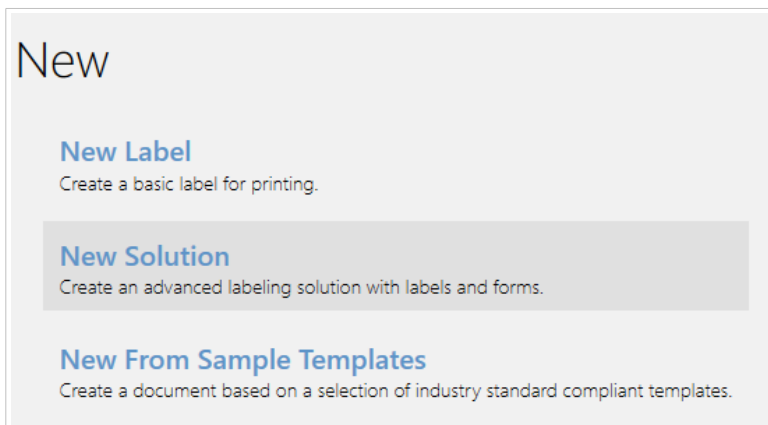 New
New Label
Create a basic label for printing.
New Solution
Create an advanced labeling solution with labels and forms.
New From Sample Templates
Create a document based on a selection of industry standard compliant templates.